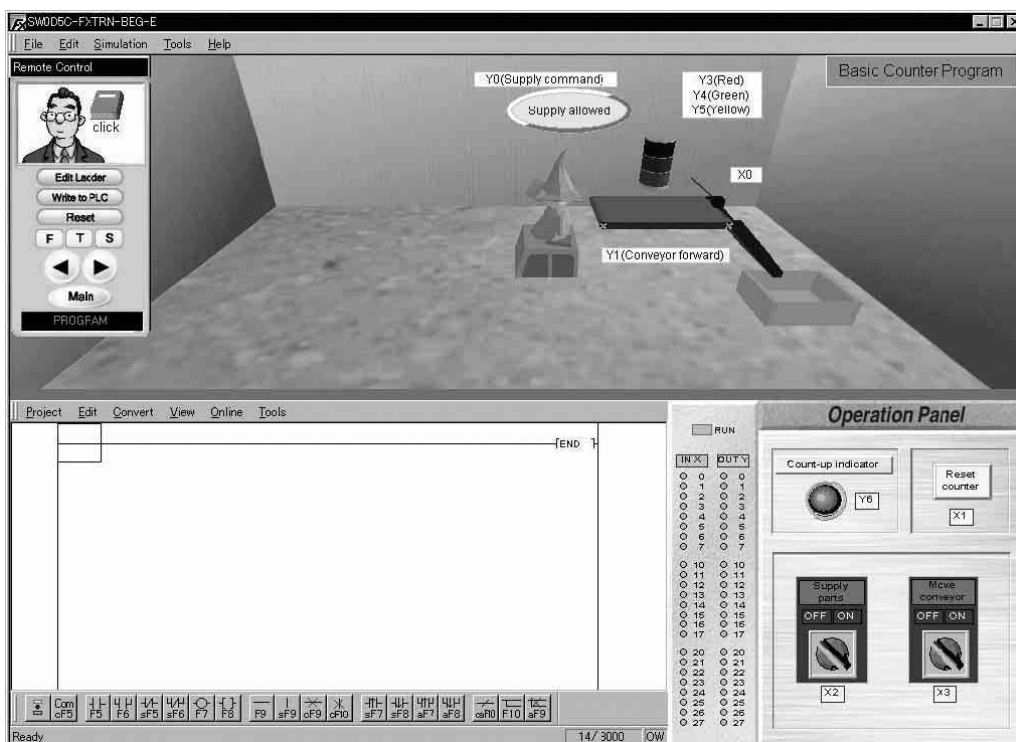 SW0D5C-FXTRN-BEG-E
File Edit Simulation Tools Help
Remote Control
click
Edit Ladder
Write to PLC
Reset
F T S
Main
PROGRAM
Y0(Supply command)
Supply allowed
Y3(Red)
Y4(Green)
Y5(Yellow)
Basic Counter Program
X0
Y1(Conveyor forward)
Project Edit Convert View Online Tools
END
RUN
IN X OUT Y
0 0
1 1
2 2
3 3
4 4
5 5
6 6
7 7
10 10
11 11
12 12
13 13
14 14
15 15
16 16
17 17
20 20
21 21
22 22
23 23
24 24
25 25
26 26
27 27
Operation Panel
Count-up indicator
Y6
Reset
counter
X1
Supply
parts
OFF ON
X2
Move
conveyor
OFF ON
X3
Com
cF5 F5 F6 sF5 sF6 F7 F8 F9 sF9 cF9 cF10 sF7 sF8 aF7 aF8 caF10 F10 aF9
Ready
14/ 3000 OW